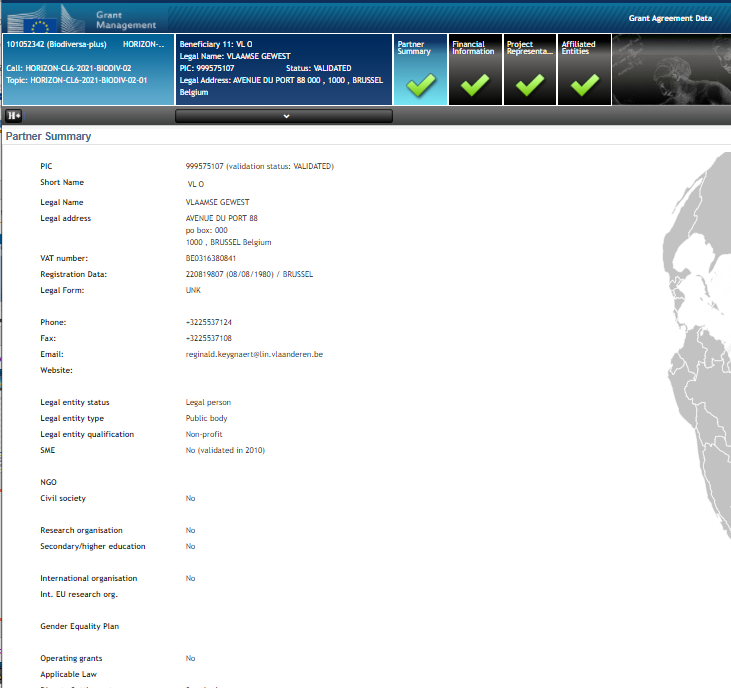 Grant
Management
Grant Agreement Data
101052342 (Biodiversa-plus) HORIZON-..
Call: HORIZON-CL6-2021-BIODIV-02
Topic: HORIZON-CL6-2021-BIODIV-02-01
Beneficiary 11: VL O
Legal Name: VLAAMSE GEWEST
PIC: 999575107 Status: VALIDATED
Legal Address: AVENUE DU PORT 88 000 , 1000 , BRUSSEL
Belgium
Partner
Summary
Financial
Information
Project
Representa...
Affiliated
Entities
Partner Summary
PIC 999575107 (validation status: VALIDATED)
Short Name VL O
Legal Name VLAAMSE GEWEST
Legal address AVENUE DU PORT 88
po box: 000
1000 , BRUSSEL Belgium
VAT number: BE0316380841
Registration Data: 220819807 (08/08/1980) / BRUSSEL
Legal Form: UNK
Phone: +3225537124
Fax: +3225537108
Email: reginald.keygnaert@lin.vlaanderen.be
Website:
Legal entity status Legal person
Legal entity type Public body
Legal entity qualification Non-profit
SME No (validated in 2010)
NGO
Civil society No
Research organisation No
Secondary/higher education No
International organisation No
Int. EU research org.
Gender Equality Plan
Operating grants No
Applicable Law